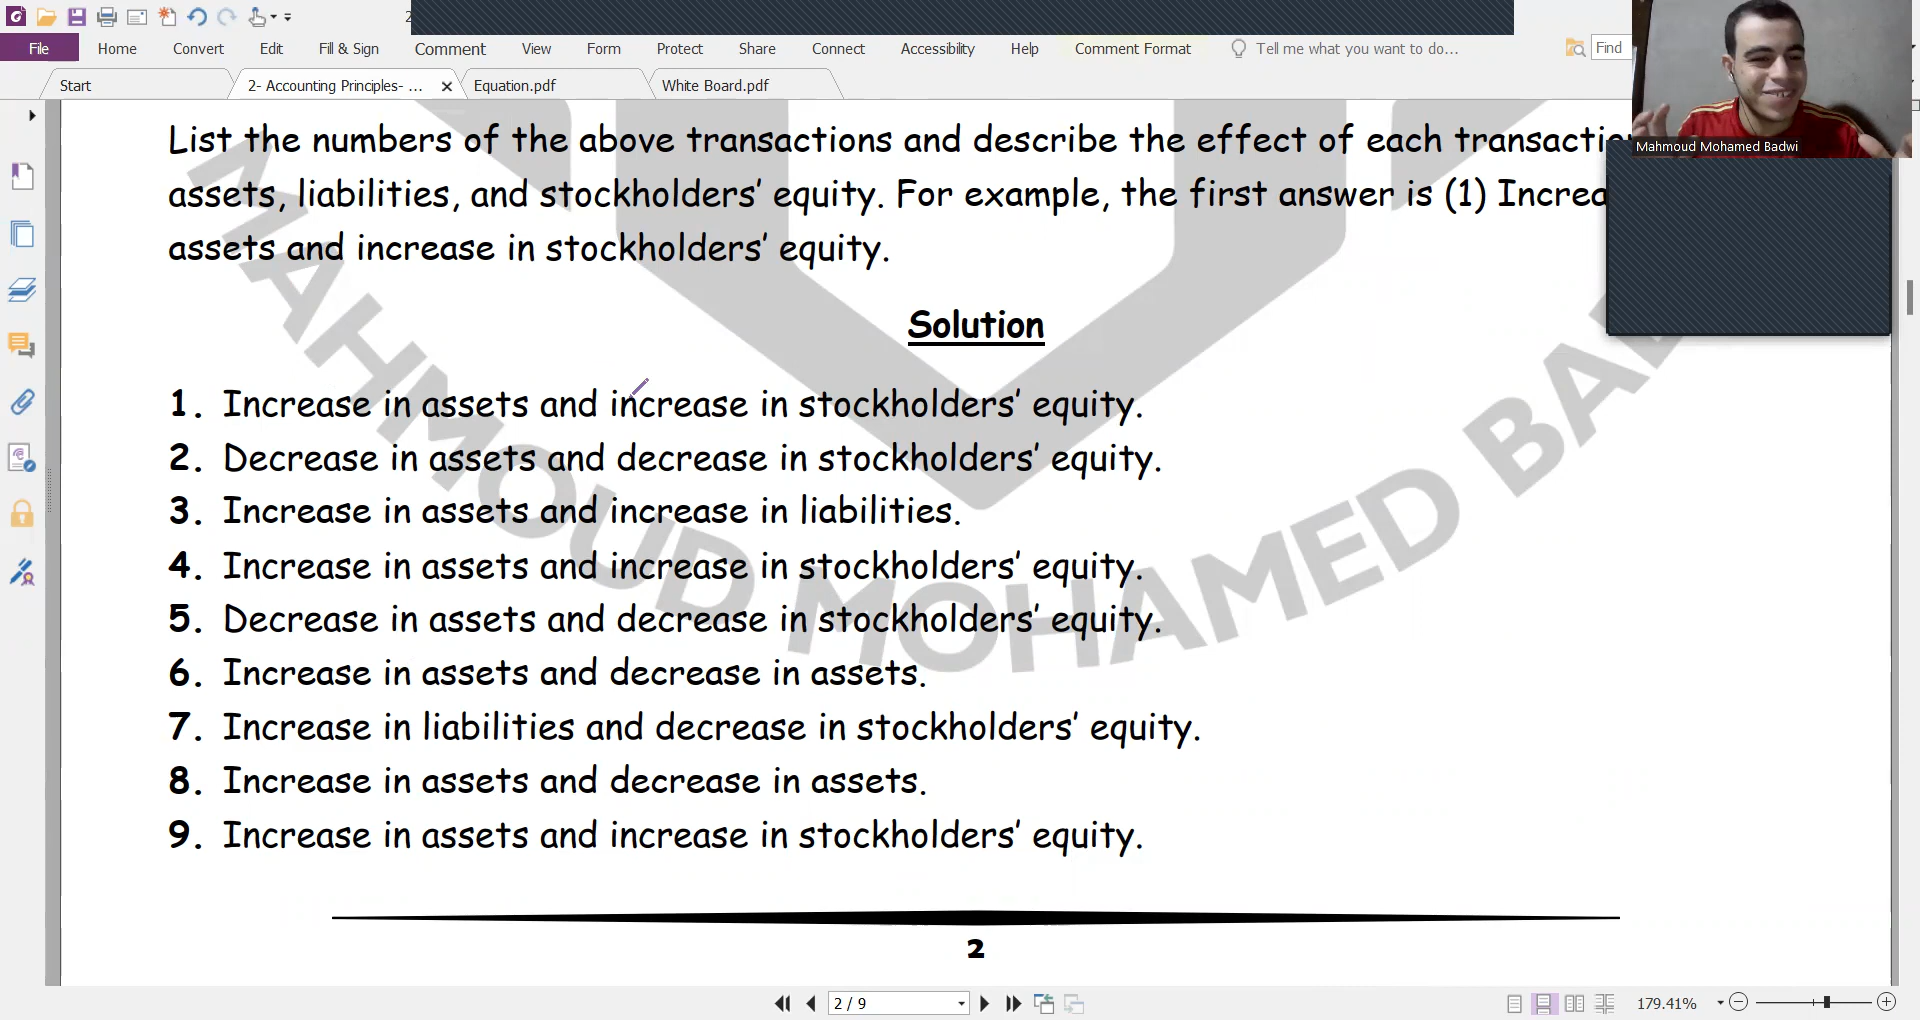 2
File Home Convert Edit Fill & Sign Comment View Form Protect Share Connect Accessibility Help Comment Format Tell me what you want to do... Find
Start 2- Accounting Principles- ... Equation.pdf White Board.pdf
Mahmoud Mohamed Badwi
List the numbers of the above transactions and describe the effect of each
assets, liabilities, and stockholders’ equity. For example, the first answer is (1)
assets and increase in stockholders’ equity.
Solution
1. Increase in assets and increase in stockholders’ equity.
2. Decrease in assets and decrease in stockholders’ equity.
3. Increase in assets and increase in liabilities.
4. Increase in assets and increase in stockholders’ equity.
5. Decrease in assets and decrease in stockholders’ equity.
6. Increase in assets and decrease in assets.
7. Increase in liabilities and decrease in stockholders’ equity.
8. Increase in assets and decrease in assets.
9. Increase in assets and increase in stockholders’ equity.
MAHMOUD MOHAMED
2
2 / 9
179.41%